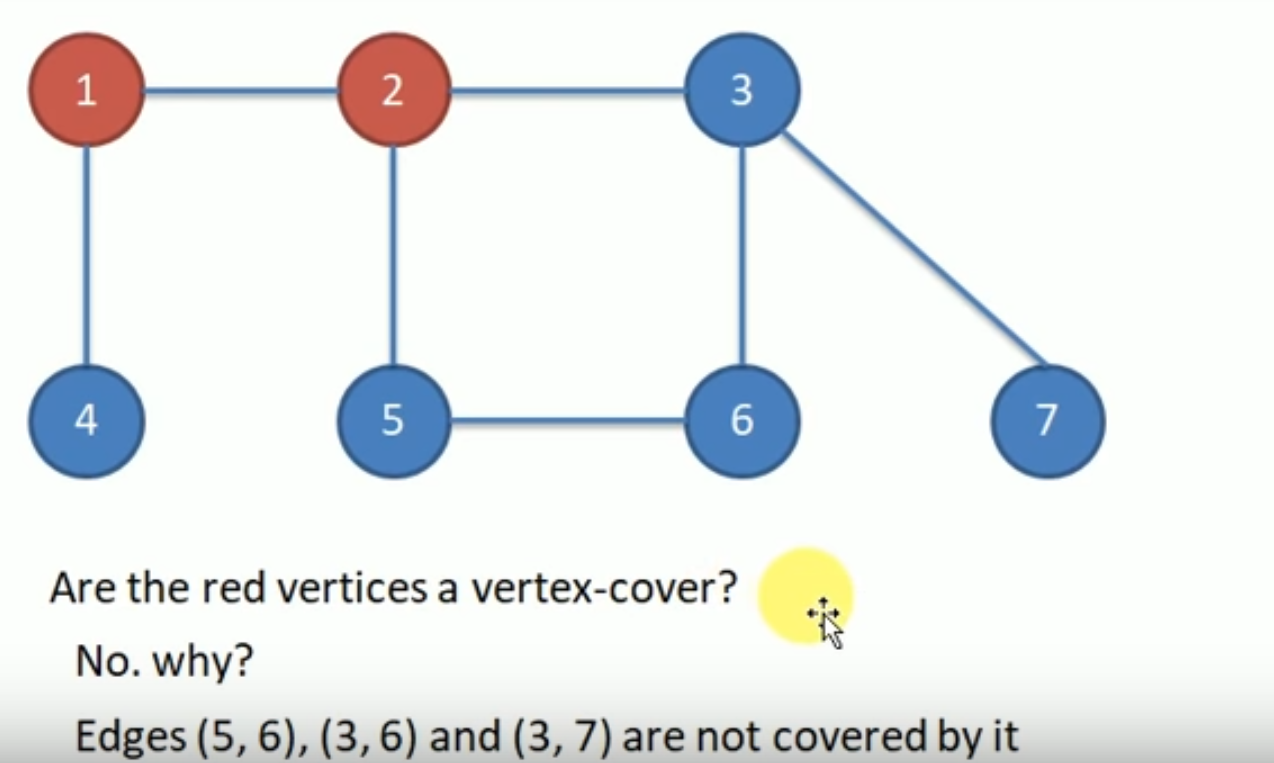 1 2 3
4 5 6 7
Are the red vertices a vertex-cover?
No. why?
Edges (5, 6), (3, 6) and (3, 7) are not covered by it